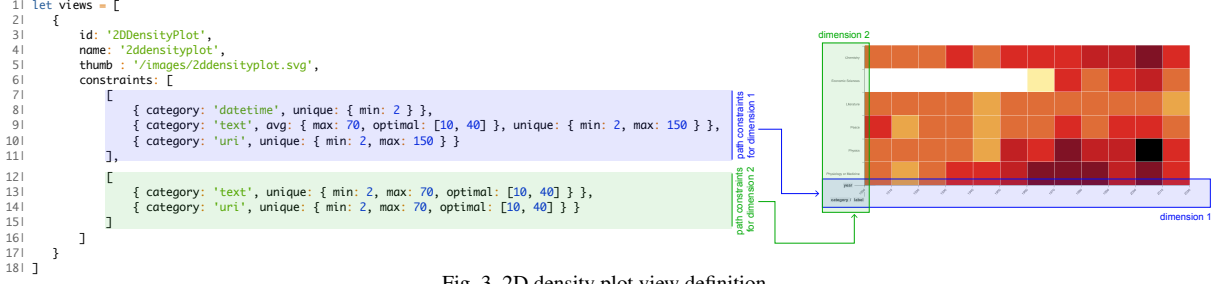 1| let views = [
2|    {
3|        id: '2DDensityPlot',
4|        name: '2ddensityplot',
5|        thumb : '/images/2ddensityplot.svg',
6|        constraints: [
7|            [
8|                { category: 'datetime', unique: { min: 2 } },
9|                { category: 'text', avg: { max: 70, optimal: [10, 40] }, unique: { min: 2, max: 150 } },
10|                { category: 'uri', unique: { min: 2, max: 150 } }
11|            ],
12|            [
13|                { category: 'text', unique: { min: 2, max: 70, optimal: [10, 40] } },
14|                { category: 'uri', unique: { min: 2, max: 70, optimal: [10, 40] } }
15|            ]
16|        ]
17|    }
18| ]
path constraints
for dimension 1
path constraints
for dimension 2
dimension 2
Chemistry
Economic Sciences
Literature
Peace
Physics
Physiology or Medicine
year
category / label
dimension 1
Fig. 3. 2D density plot view definition